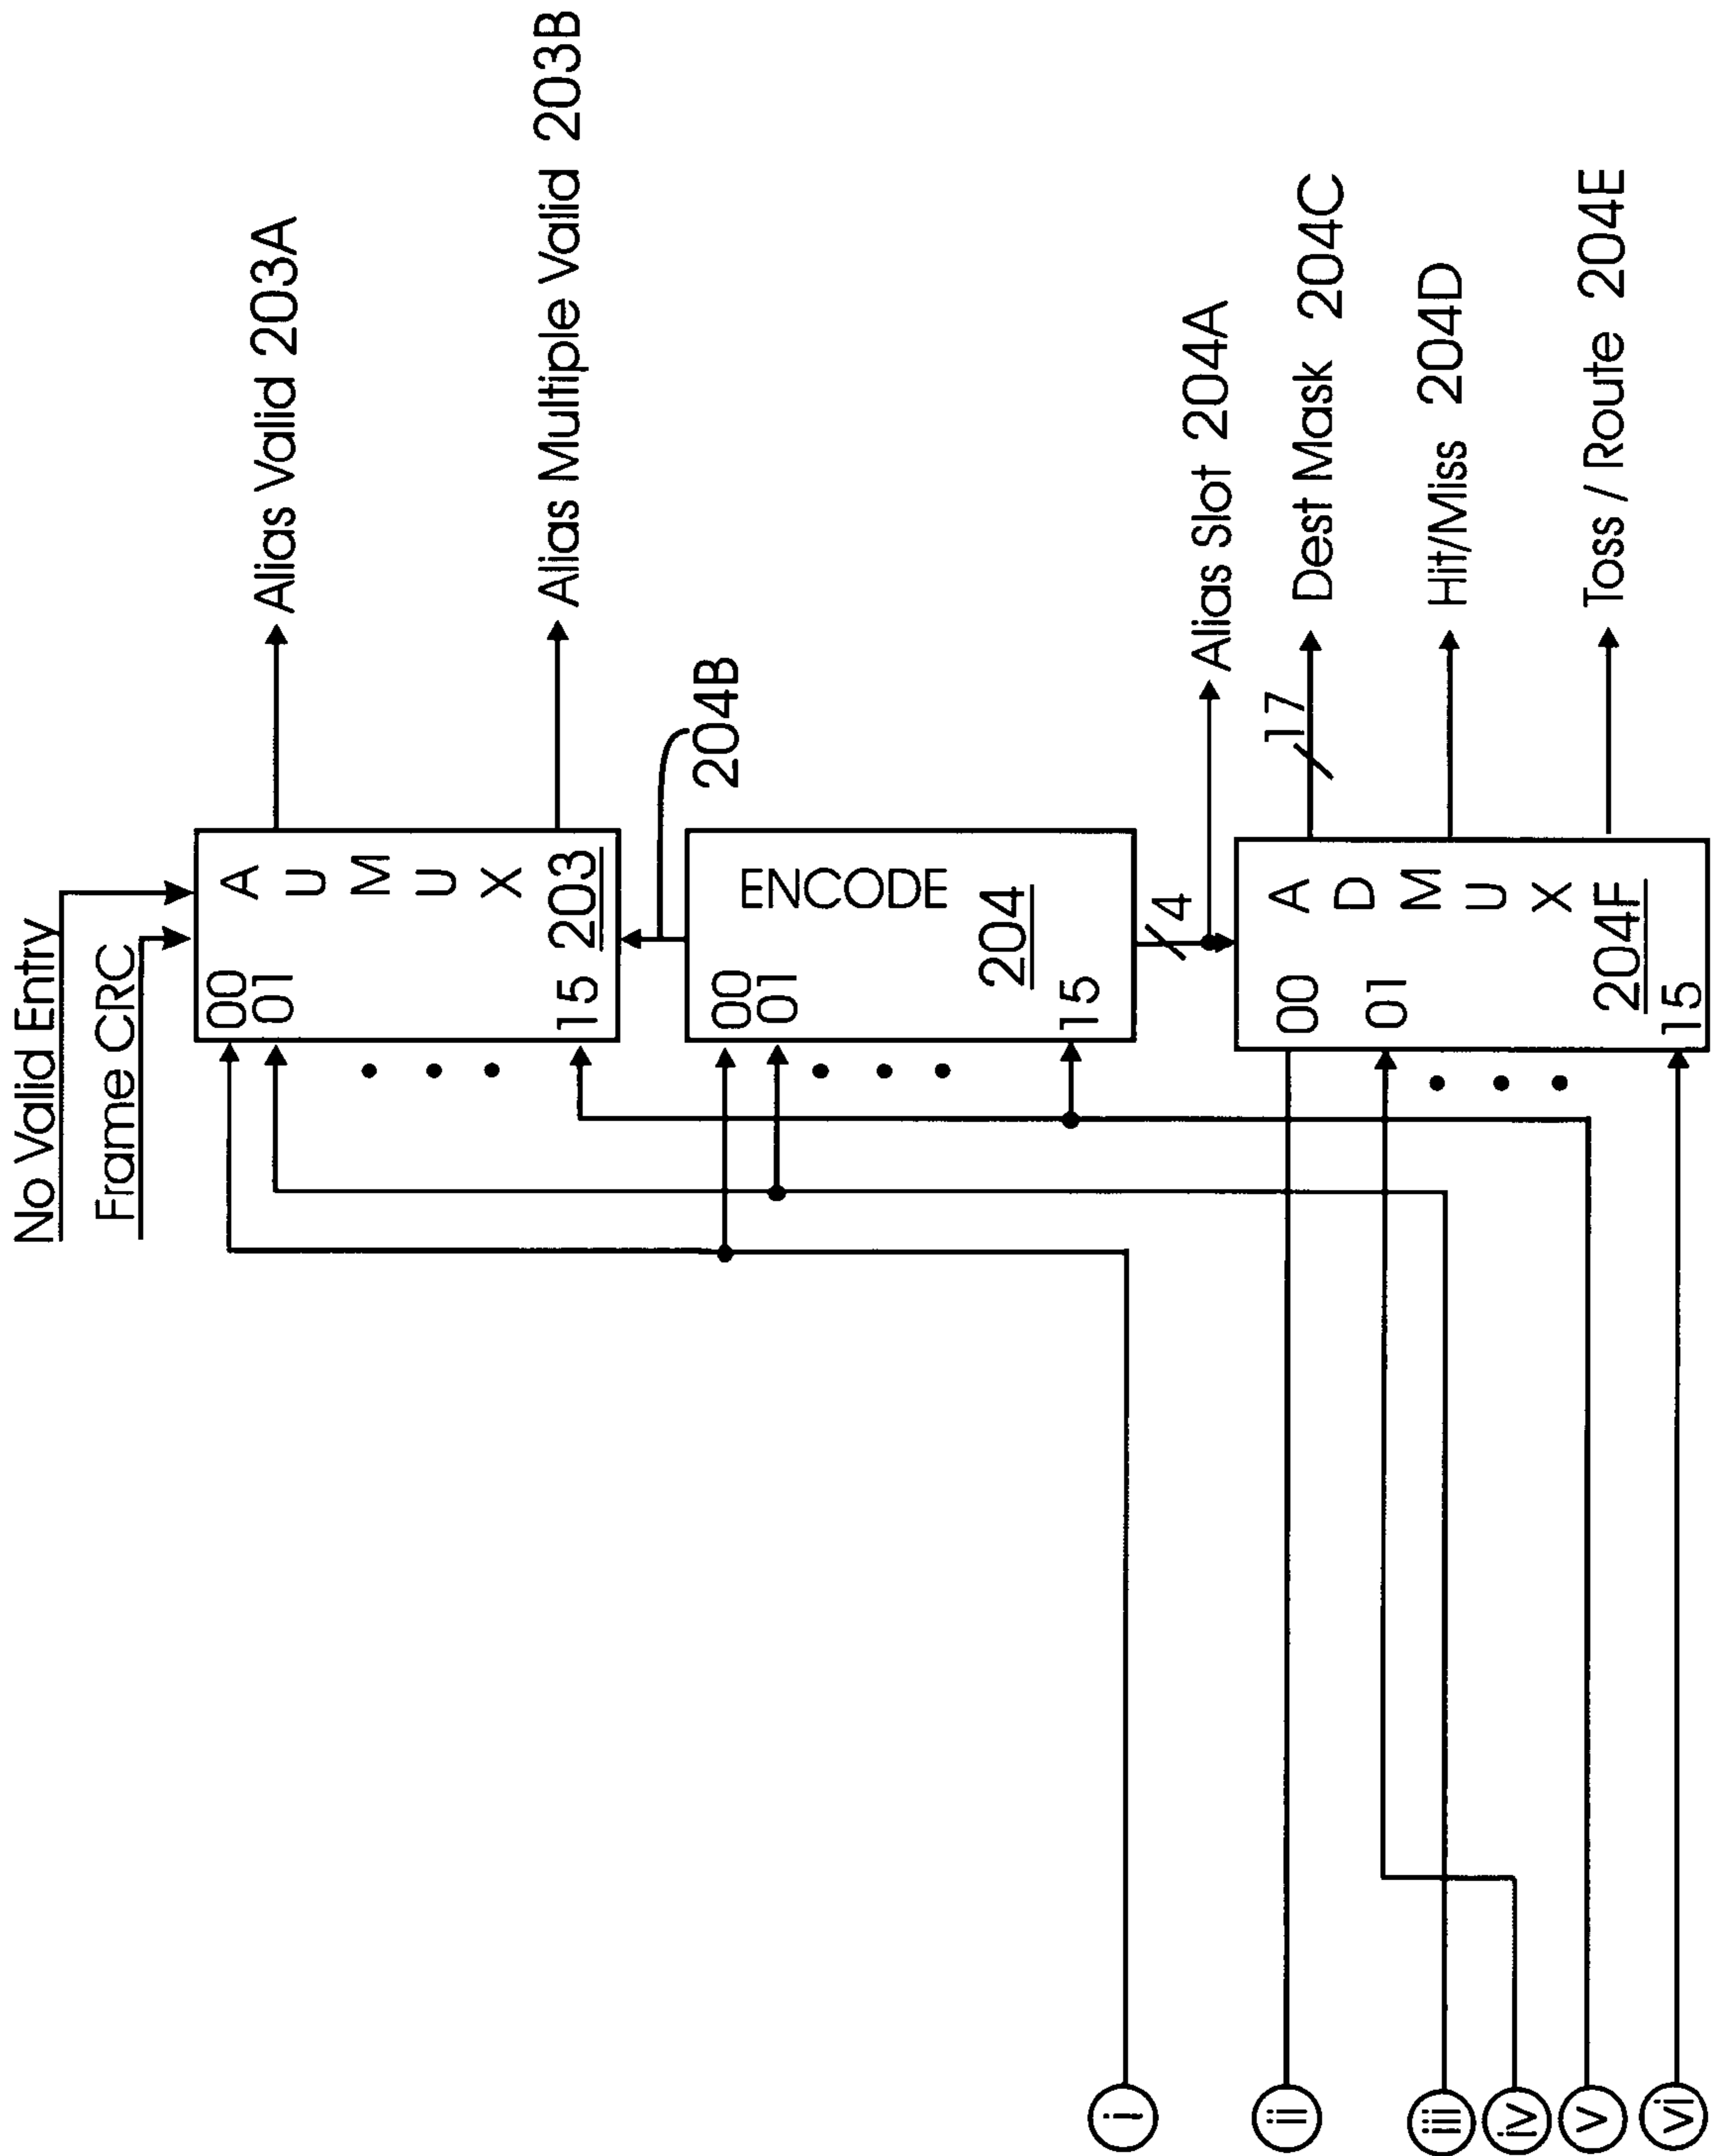 No Valid Entry
Frame CRC
00
01
15
A
U
M
U
X
203
Alias Valid 203A
Alias Multiple Valid 203B
204B
00
01
15
ENCODE
204
4
Alias Slot 204A
00
01
15
A
D
M
U
X
204F
17
Dest Mask 204C
Hit/Miss 204D
Toss / Route 204E
i
ii
iii
iv
v
vi